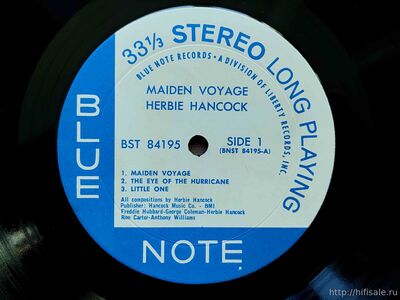 33⅓ STEREO LONG PLAYING
BLUE NOTE RECORDS • A DIVISION OF LIBERTY RECORDS, INC.
MAIDEN VOYAGE
HERBIE HANCOCK
BST 84195
SIDE 1
(BNST 84195-A)
1. MAIDEN VOYAGE
2. THE EYE OF THE HURRICANE
3. LITTLE ONE
All compositions by Herbie Hancock
Publisher: Hancock Music Co. - BMI
Freddie Hubbard-George Coleman-Herbie Hancock
Ron Carter-Anthony Williams
BLUE
NOTE
http://hifisale.ru